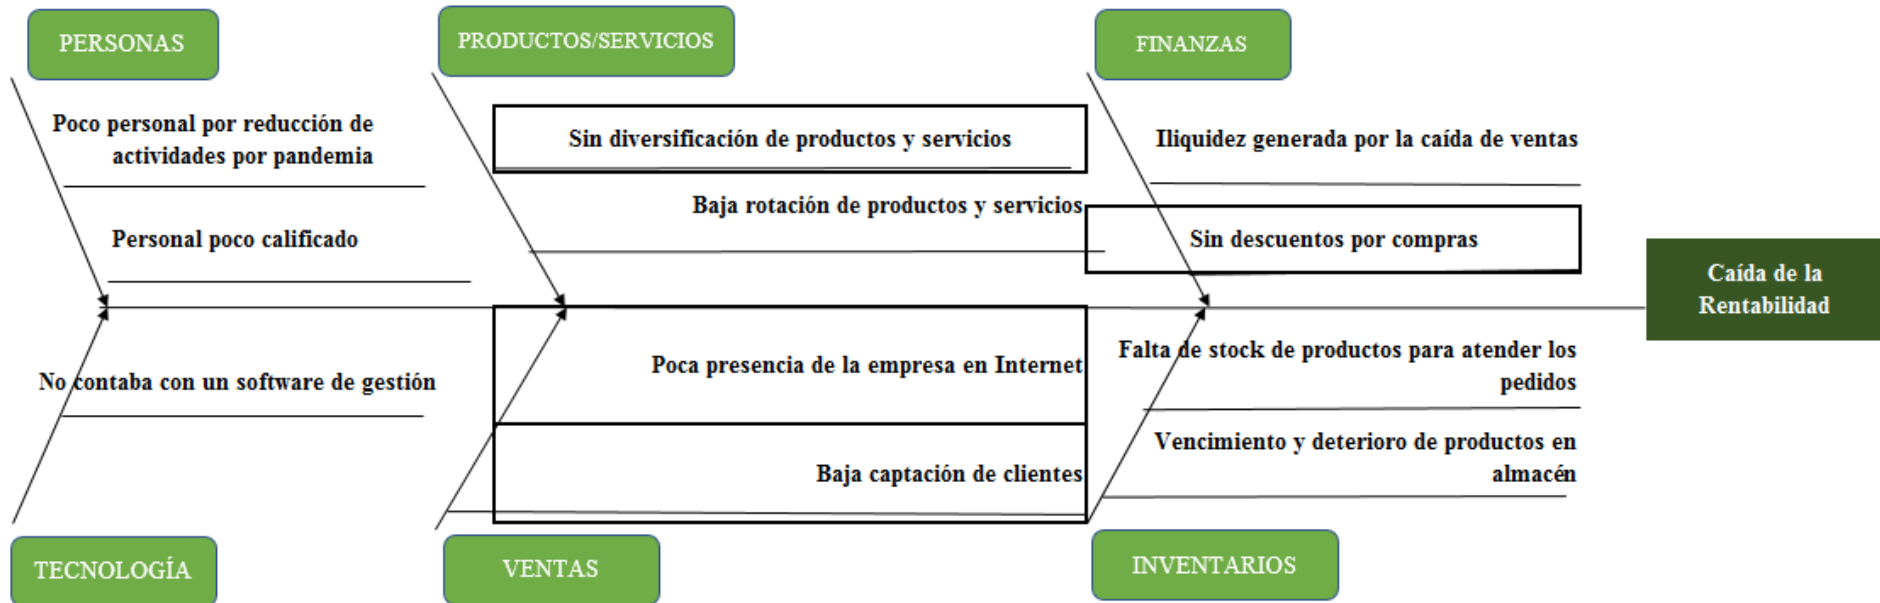 PERSONAS
PRODUCTOS/SERVICIOS
FINANZAS
Poco personal por reducción de
actividades por pandemia
Sin diversificación de productos y servicios
Iliquidez generada por la caída de ventas
Baja rotación de productos y servicios
Personal poco calificado
Sin descuentos por compras
Caída de la
Rentabilidad
No contaba con un software de gestión
Poca presencia de la empresa en Internet
Falta de stock de productos para atender los
pedidos
Baja captación de clientes
Vencimiento y deterioro de productos en
almacén
TECNOLOGÍA
VENTAS
INVENTARIOS